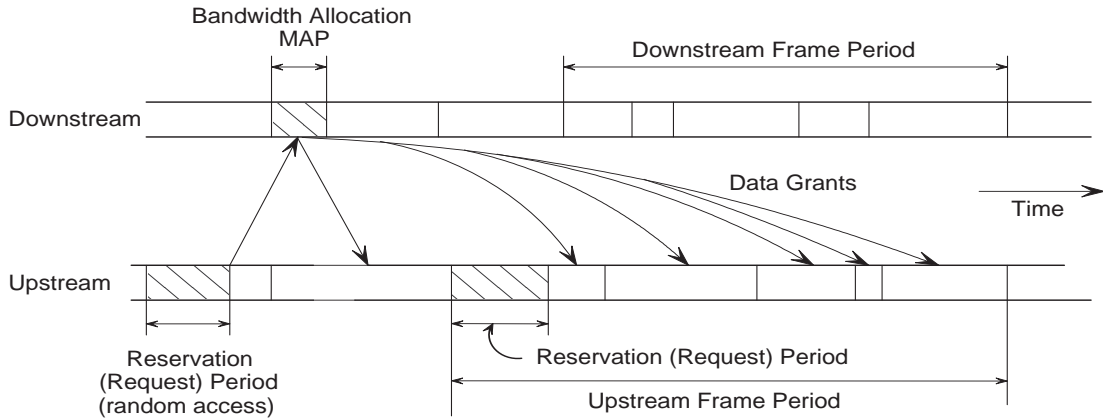 Bandwidth Allocation
MAP
Downstream Frame Period
Downstream
Data Grants
Time
Upstream
Reservation
(Request) Period
(random access)
Reservation (Request) Period
Upstream Frame Period